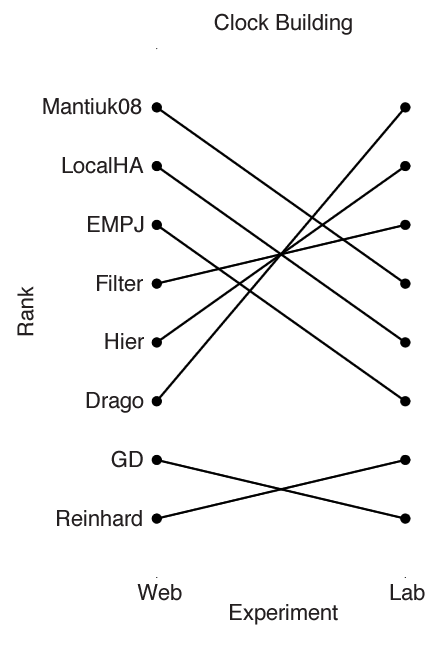 Clock Building
Mantiuk08
LocalHA
EMPJ
Filter
Hier
Drago
GD
Reinhard
Rank
Web
Lab
Experiment